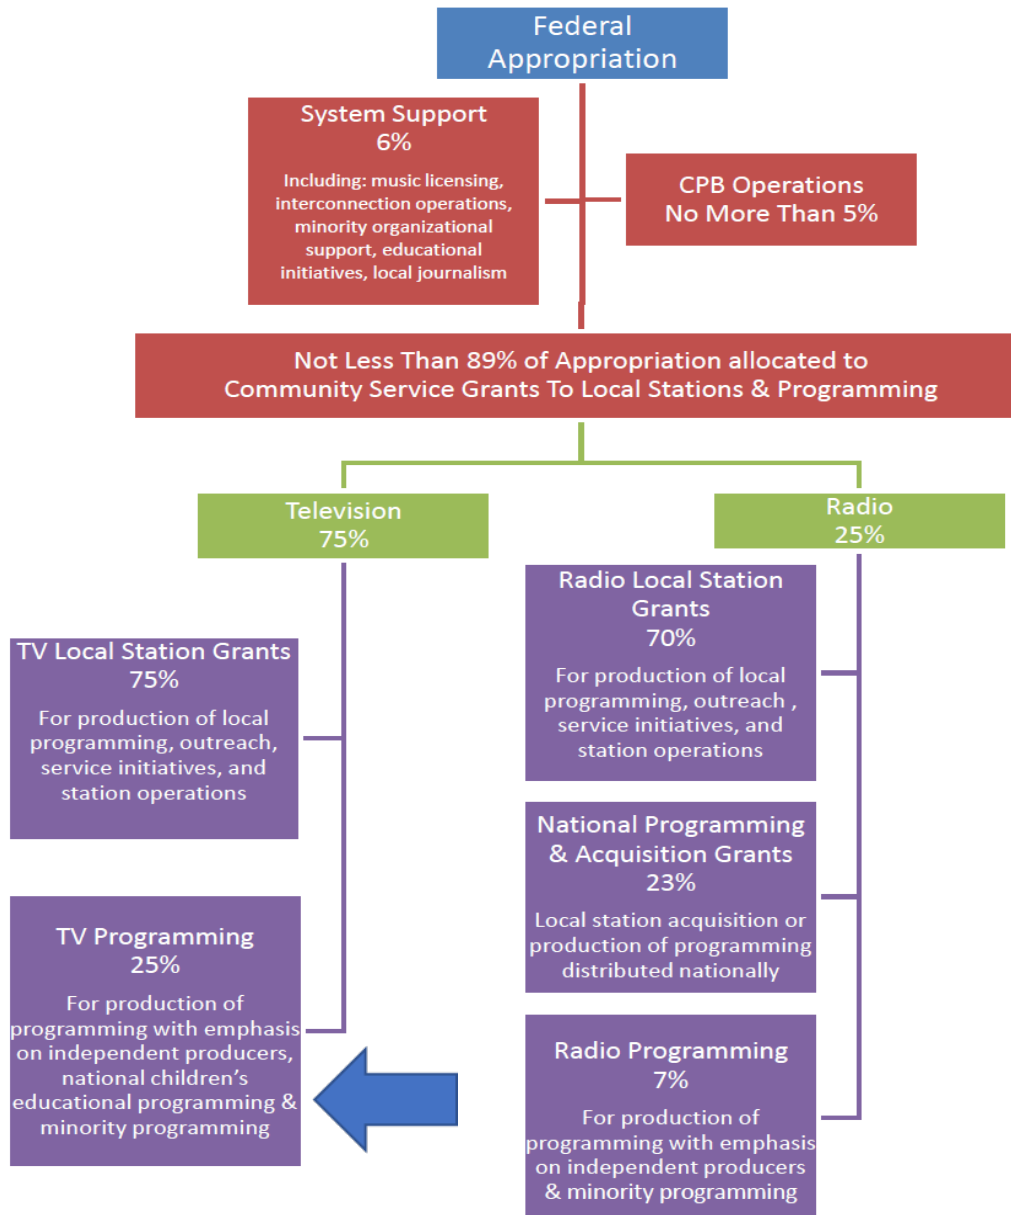 Federal
Appropriation
System Support
6%
Including: music licensing,
interconnection operations,
minority organizational
support, educational
initiatives, local journalism
CPB Operations
No More Than 5%
Not Less Than 89% of Appropriation allocated to
Community Service Grants To Local Stations & Programming
Television
75%
Radio
25%
TV Local Station Grants
75%
For production of local
programming, outreach,
service initiatives, and
station operations
TV Programming
25%
For production of
programming with emphasis
on independent producers,
national children’s
educational programming &
minority programming
Radio Local Station
Grants
70%
For production of local
programming, outreach ,
service initiatives, and
station operations
National Programming
& Acquisition Grants
23%
Local station acquisition or
production of programming
distributed nationally
Radio Programming
7%
For production of
programming with emphasis
on independent producers
& minority programming